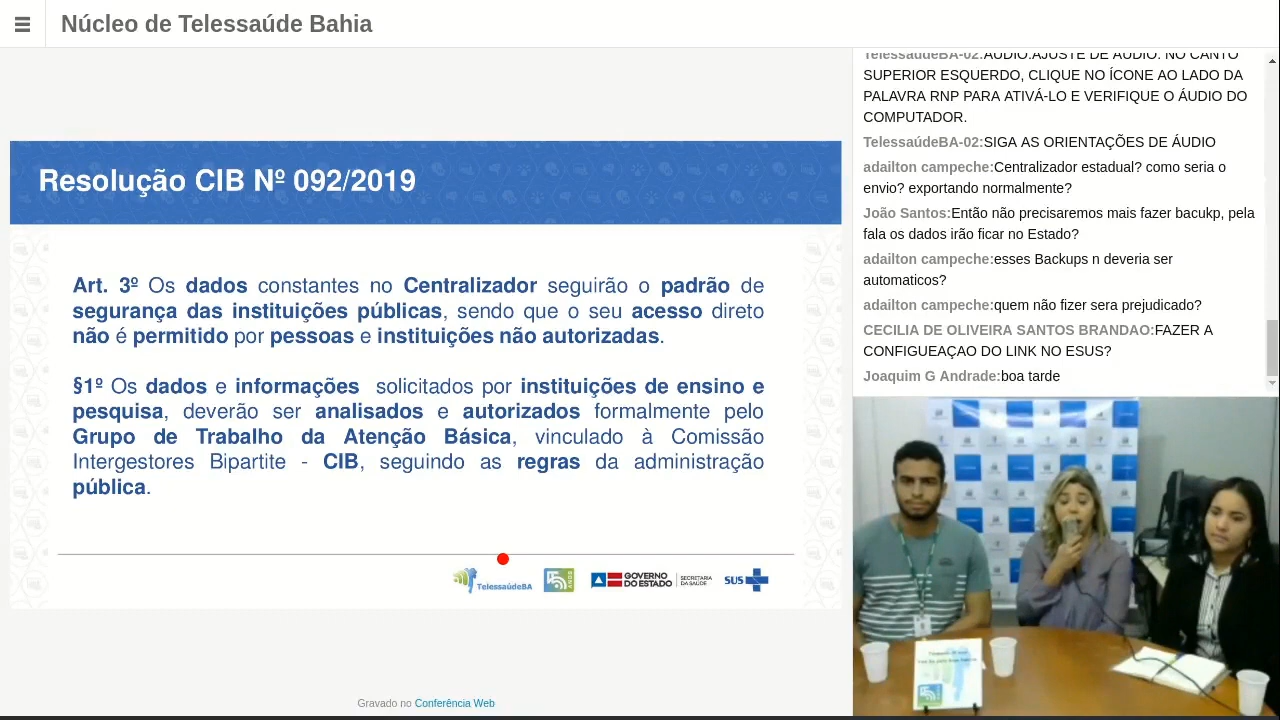 Núcleo de Telessaúde Bahia
Resolução CIB Nº 092/2019
Art. 3º Os dados constantes no Centralizador seguirão o padrão de
segurança das instituições públicas, sendo que o seu acesso direto
não é permitido por pessoas e instituições não autorizadas.
§1º Os dados e informações solicitados por instituições de ensino e
pesquisa, deverão ser analisados e autorizados formalmente pelo
Grupo de Trabalho da Atenção Básica, vinculado à Comissão
Intergestores Bipartite - CIB, seguindo as regras da administração
pública.
TelessaúdeBA
GOVERNO
DO ESTADO
SECRETARIA
DA SAÚDE
SUS
Gravado no Conferência Web
TelessaúdeBA-02:ÁUDIO:AJUSTE DE ÁUDIO: NO CANTO
SUPERIOR ESQUERDO, CLIQUE NO ÍCONE AO LADO DA
PALAVRA RNP PARA ATIVÁ-LO E VERIFIQUE O ÁUDIO DO
COMPUTADOR.
TelessaúdeBA-02:SIGA AS ORIENTAÇÕES DE ÁUDIO
adailton campeche:Centralizador estadual? como seria o
envio? exportando normalmente?
João Santos:Então não precisaremos mais fazer bacukp, pela
fala os dados irão ficar no Estado?
adailton campeche:esses Backups n deveria ser
automaticos?
adailton campeche:quem não fizer sera prejudicado?
CECILIA DE OLIVEIRA SANTOS BRANDAO:FAZER A
CONFIGUEAÇAO DO LINK NO ESUS?
Joaquim G Andrade:boa tarde